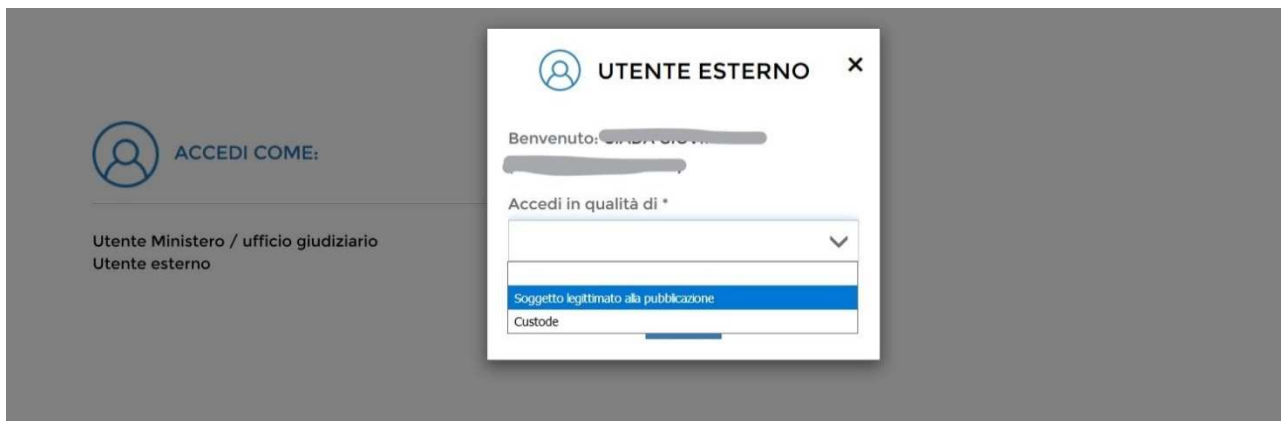 UTENTE ESTERNO
Benvenuto:
ACCEDI COME:
Accedi in qualità di *
Utente Ministero / ufficio giudiziario
Utente esterno
Soggetto legittimato alla pubblicazione
Custode